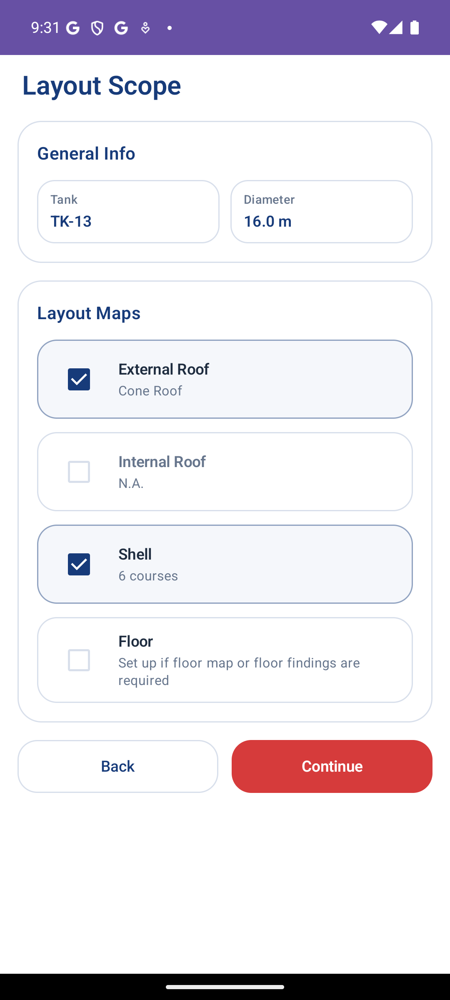 9:31
Layout Scope
General Info
Tank
TK-13
Diameter
16.0 m
Layout Maps
External Roof
Cone Roof
Internal Roof
N.A.
Shell
6 courses
Floor
Set up if floor map or floor findings are
required
Back
Continue